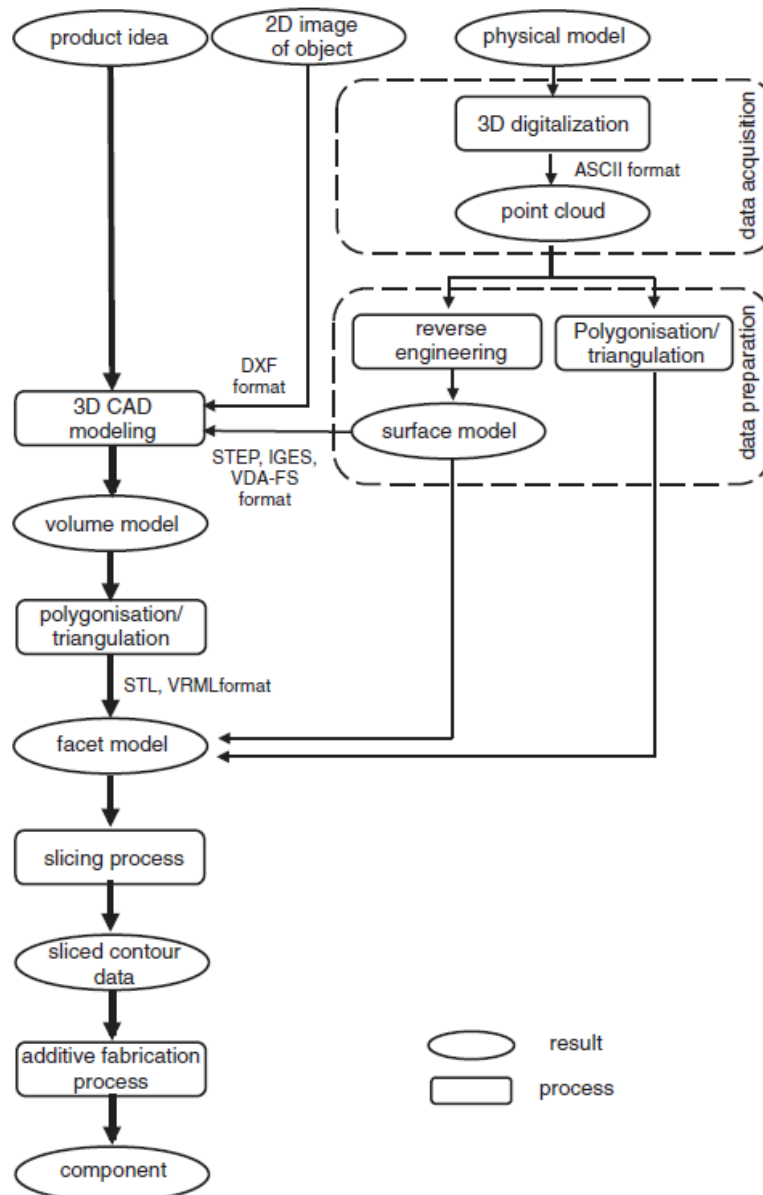 product idea
2D image
of object
physical model
3D digitalization
ASCII format
point cloud
data acquisition
reverse
engineering
Polygonisation/
triangulation
surface model
data preparation
DXF
format
3D CAD
modeling
STEP, IGES,
VDA-FS
format
volume model
polygonisation/
triangulation
STL, VRMLformat
facet model
slicing process
sliced contour
data
additive fabrication
process
component
result
process